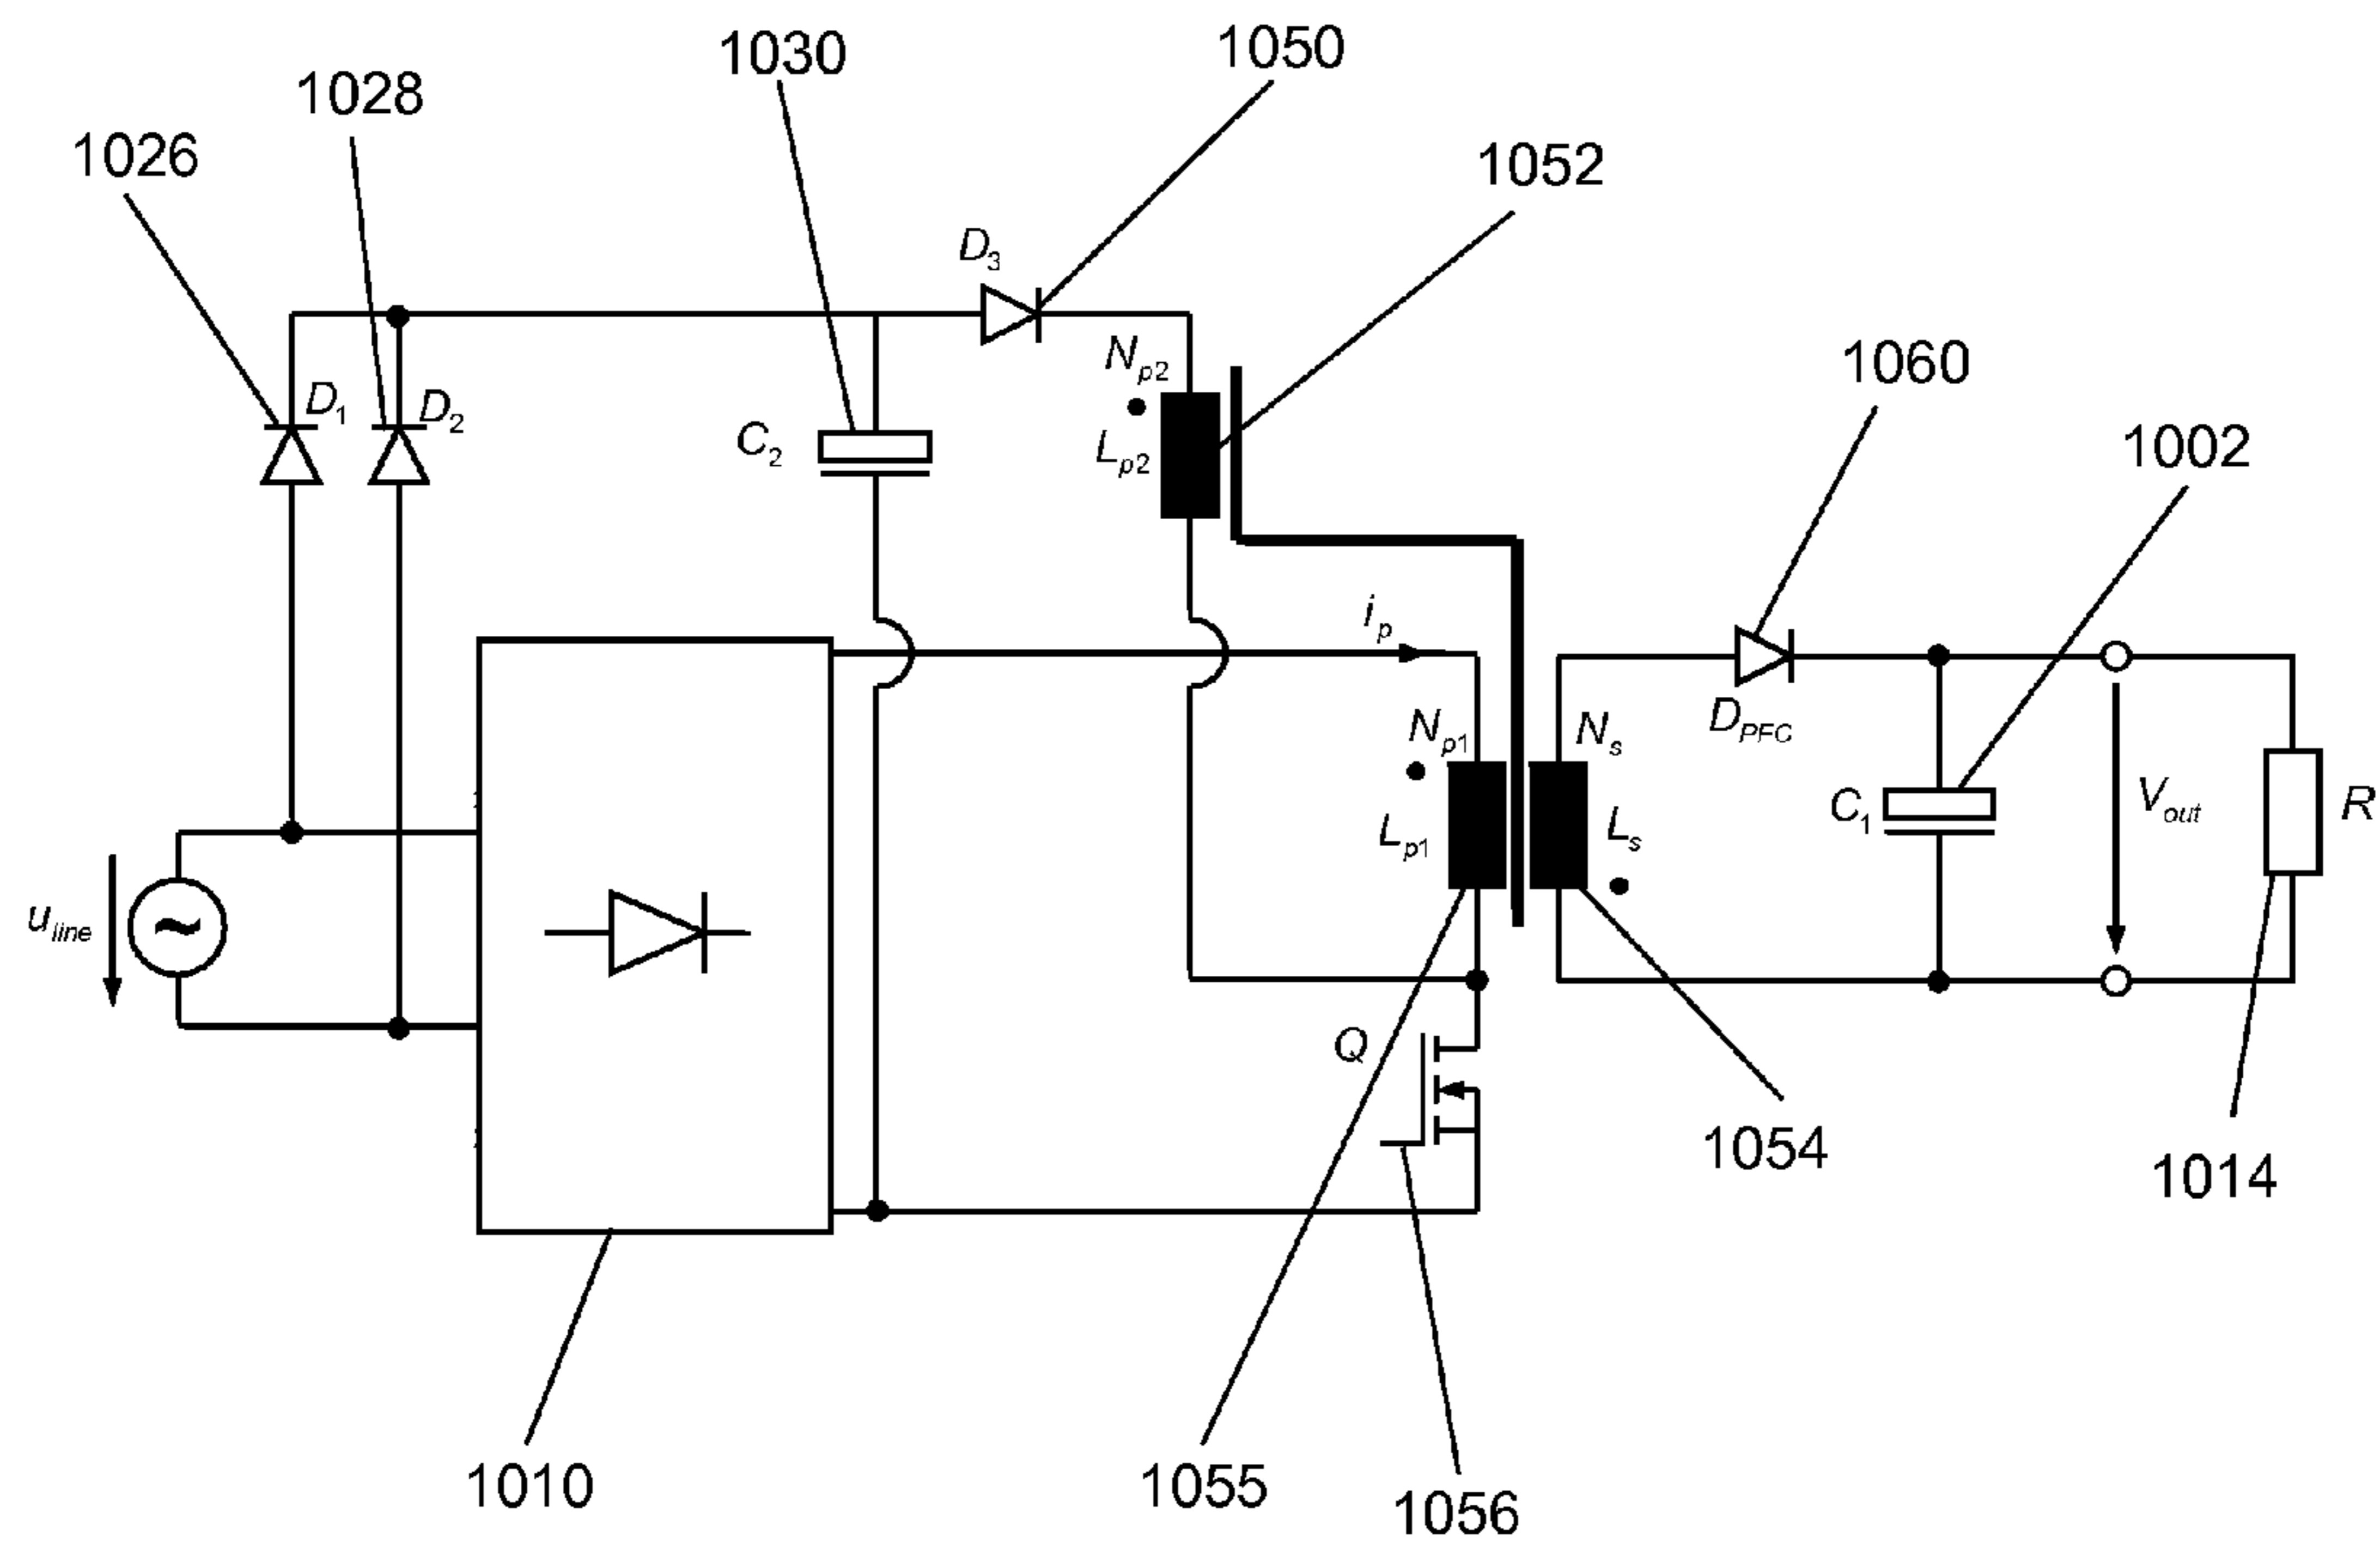 1030
1050
1028
1026
1052
D3
Np2
1060
D1
D2
C2
Lp2
1002
ip
Np1
Ns
DPFC
Lp1
Ls
C1
Vout
R
uline
~
Q
1054
1014
1010
1055
1056